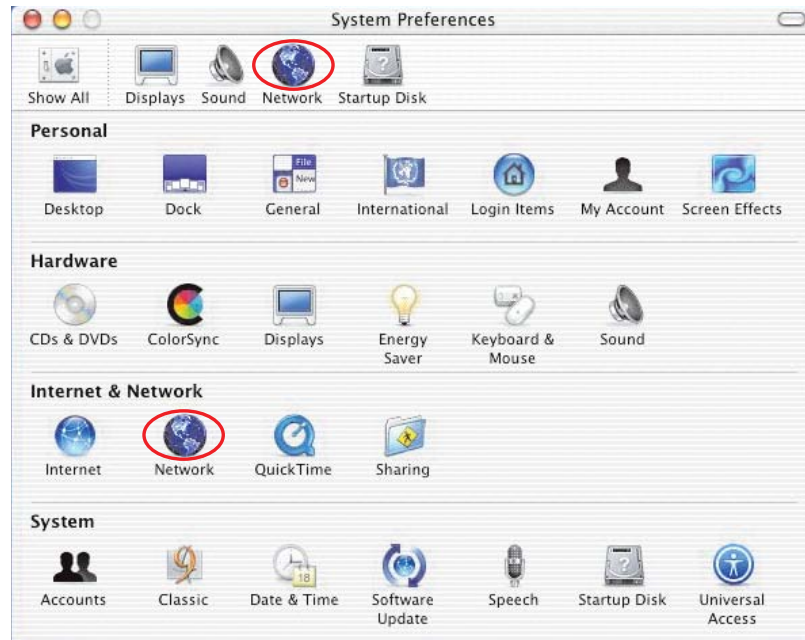 System Preferences
Show All Displays Sound Network Startup Disk
Personal
File
New
Desktop Dock General International Login Items My Account Screen Effects
Hardware
CDs & DVDs ColorSync Displays Energy Saver Keyboard & Mouse Sound
Internet & Network
Internet Network QuickTime Sharing
System
18
Accounts Classic Date & Time Software Update Speech Startup Disk Universal Access